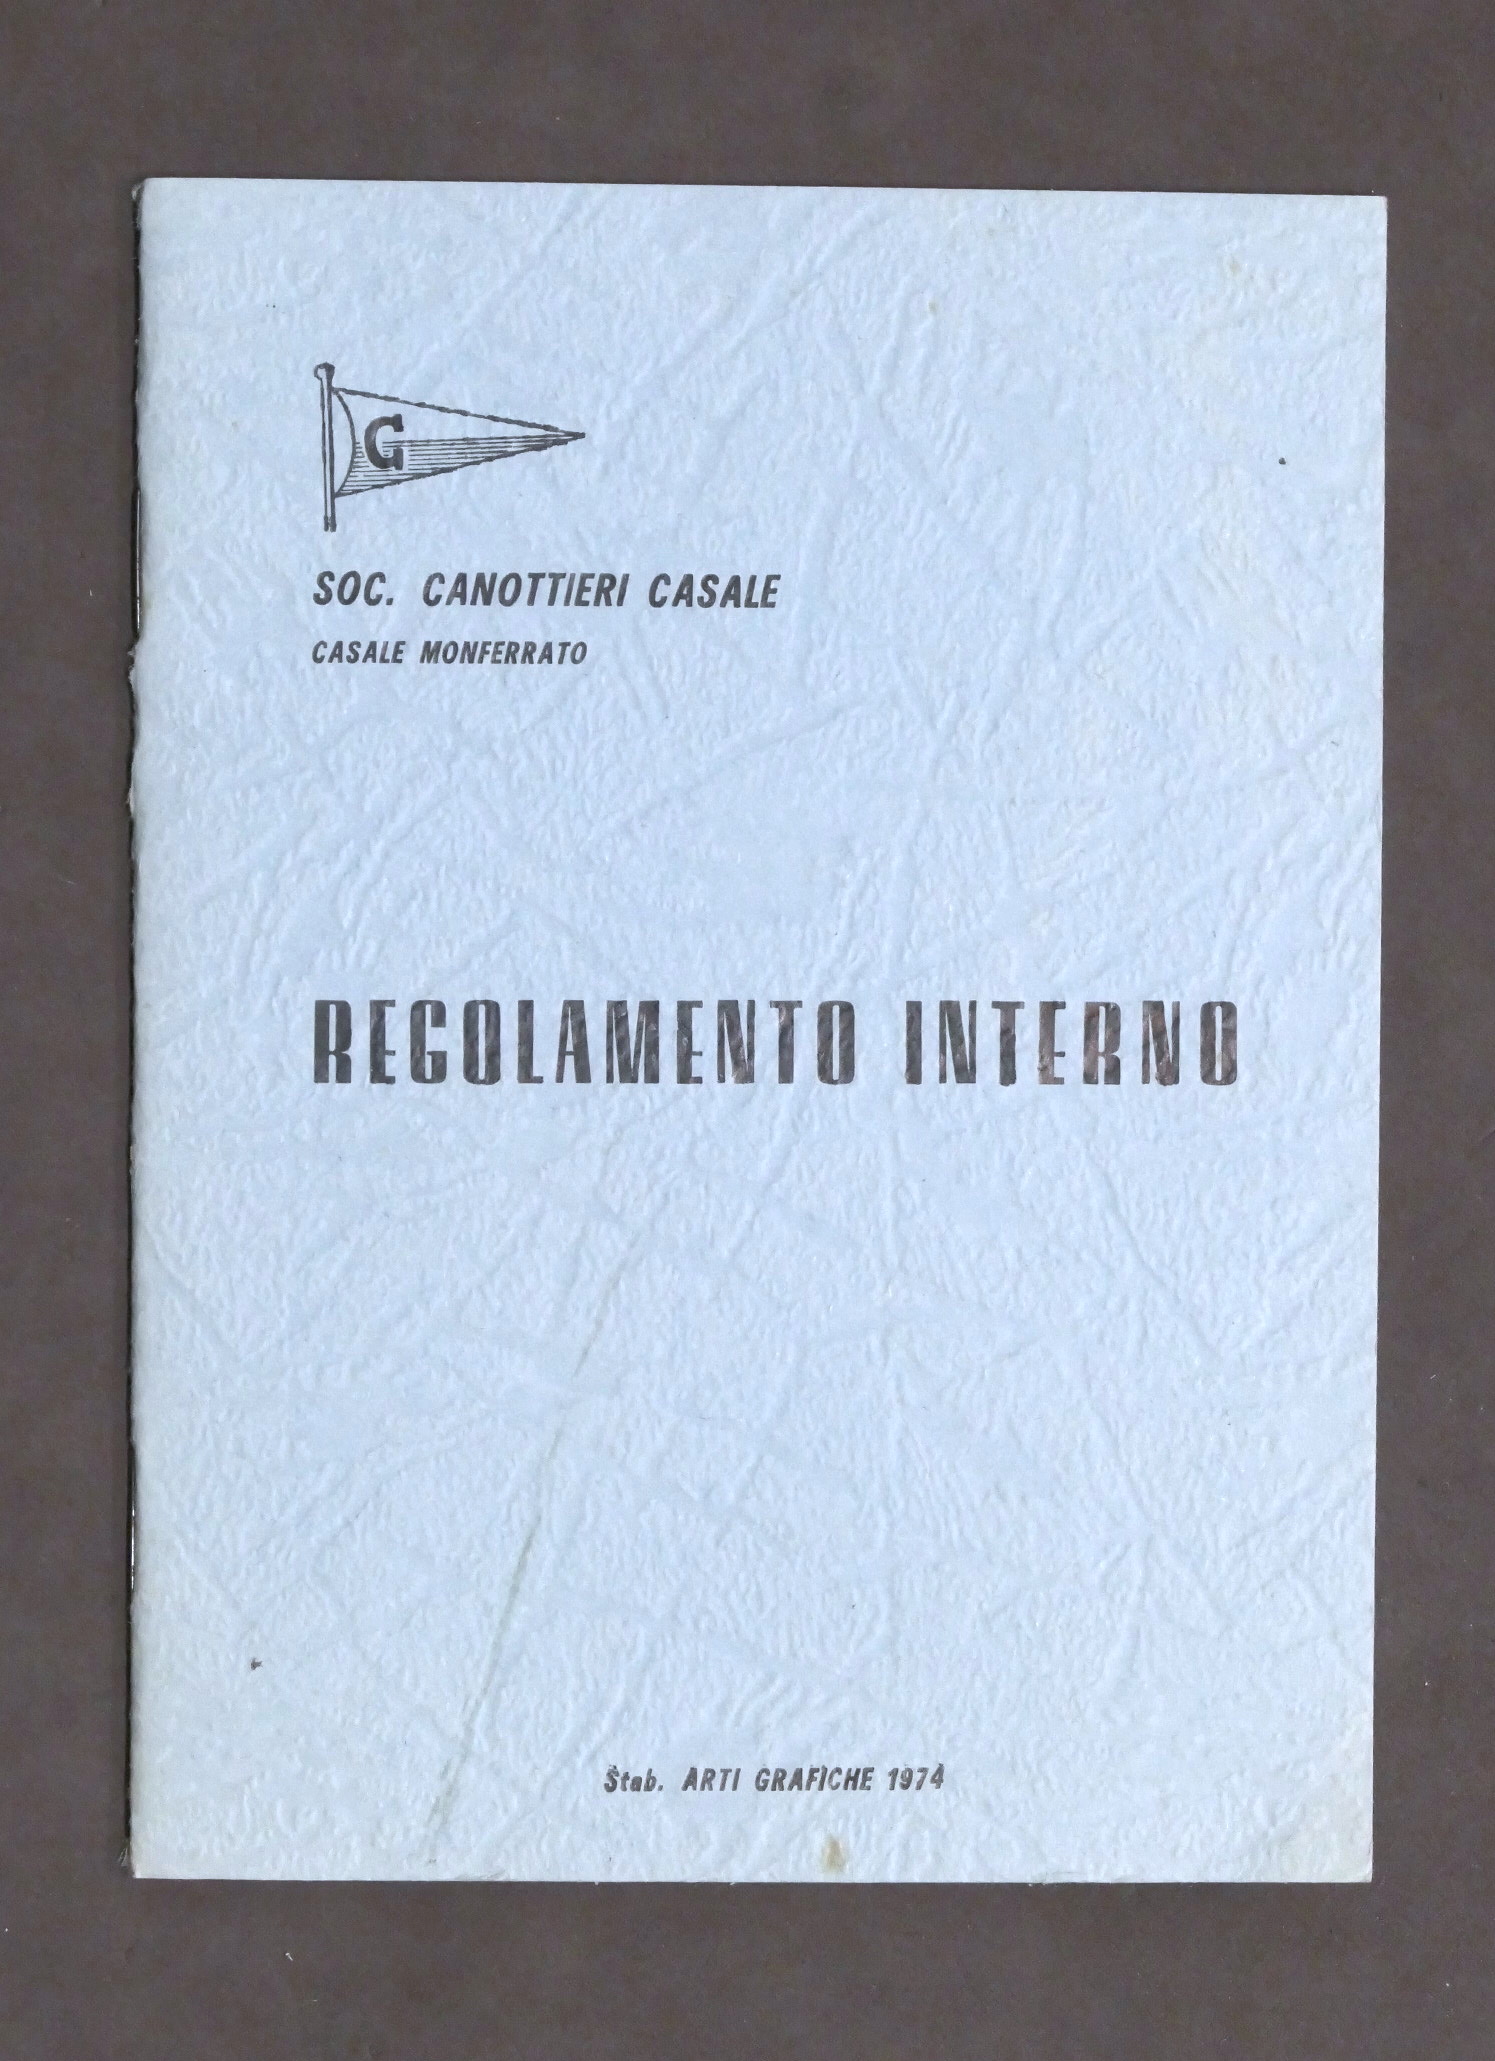 G
SOC. CANOTTIERI CASALE
CASALE MONFERRATO
REGOLAMENTO INTERNO
Stab. ARTI GRAFICHE 1974